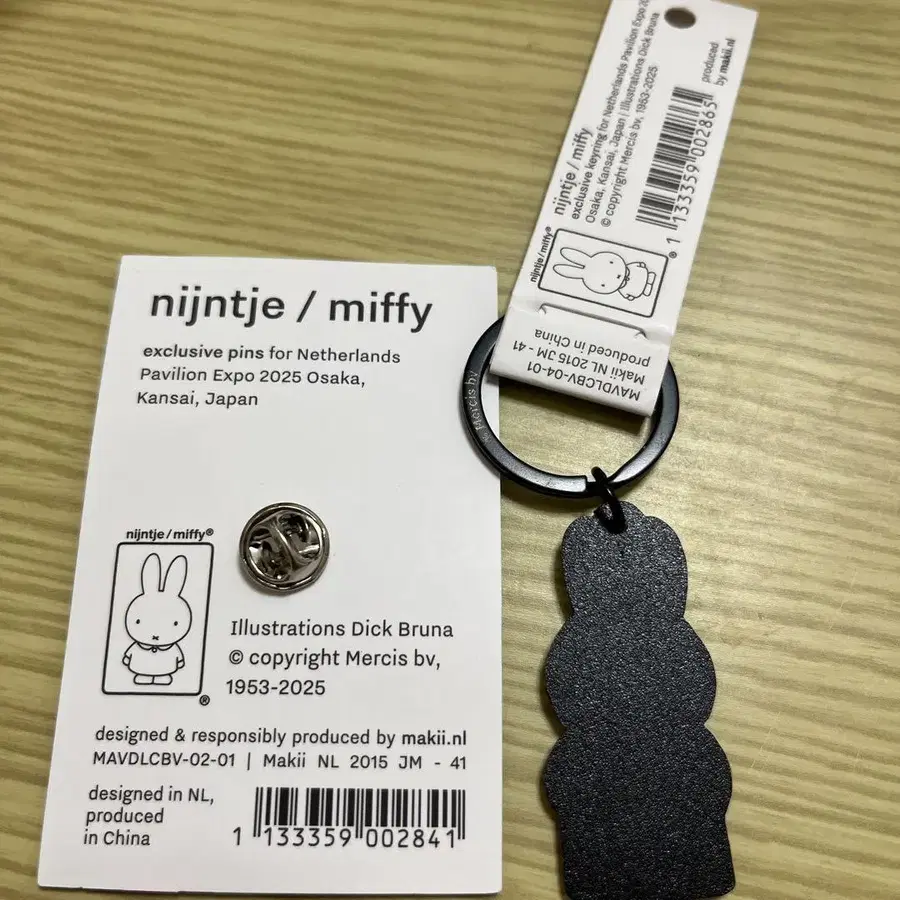 nijntje / miffy
exclusive pins for Netherlands
Pavilion Expo 2025 Osaka,
Kansai, Japan
nijntje / miffy®
®
Illustrations Dick Bruna
© copyright Mercis bv,
1953-2025
designed & responsibly produced by makii.nl
MAVDLCBV-02-01 | Makii NL 2015 JM - 41
designed in NL,
produced
in China
1 133359 002841
nijntje / miffy
exclusive keyring for Netherlands Pavilion Expo
Osaka, Kansai, Japan | Illustrations Dick Bruna
© copyright Mercis bv, 1953-2025
produced
by makii.nl
1 133359 002865
nijntje/miffy®
®
MAVDLCBV-04-01
Makii NL 2015 JM - 41
produced in China
Mercis bv